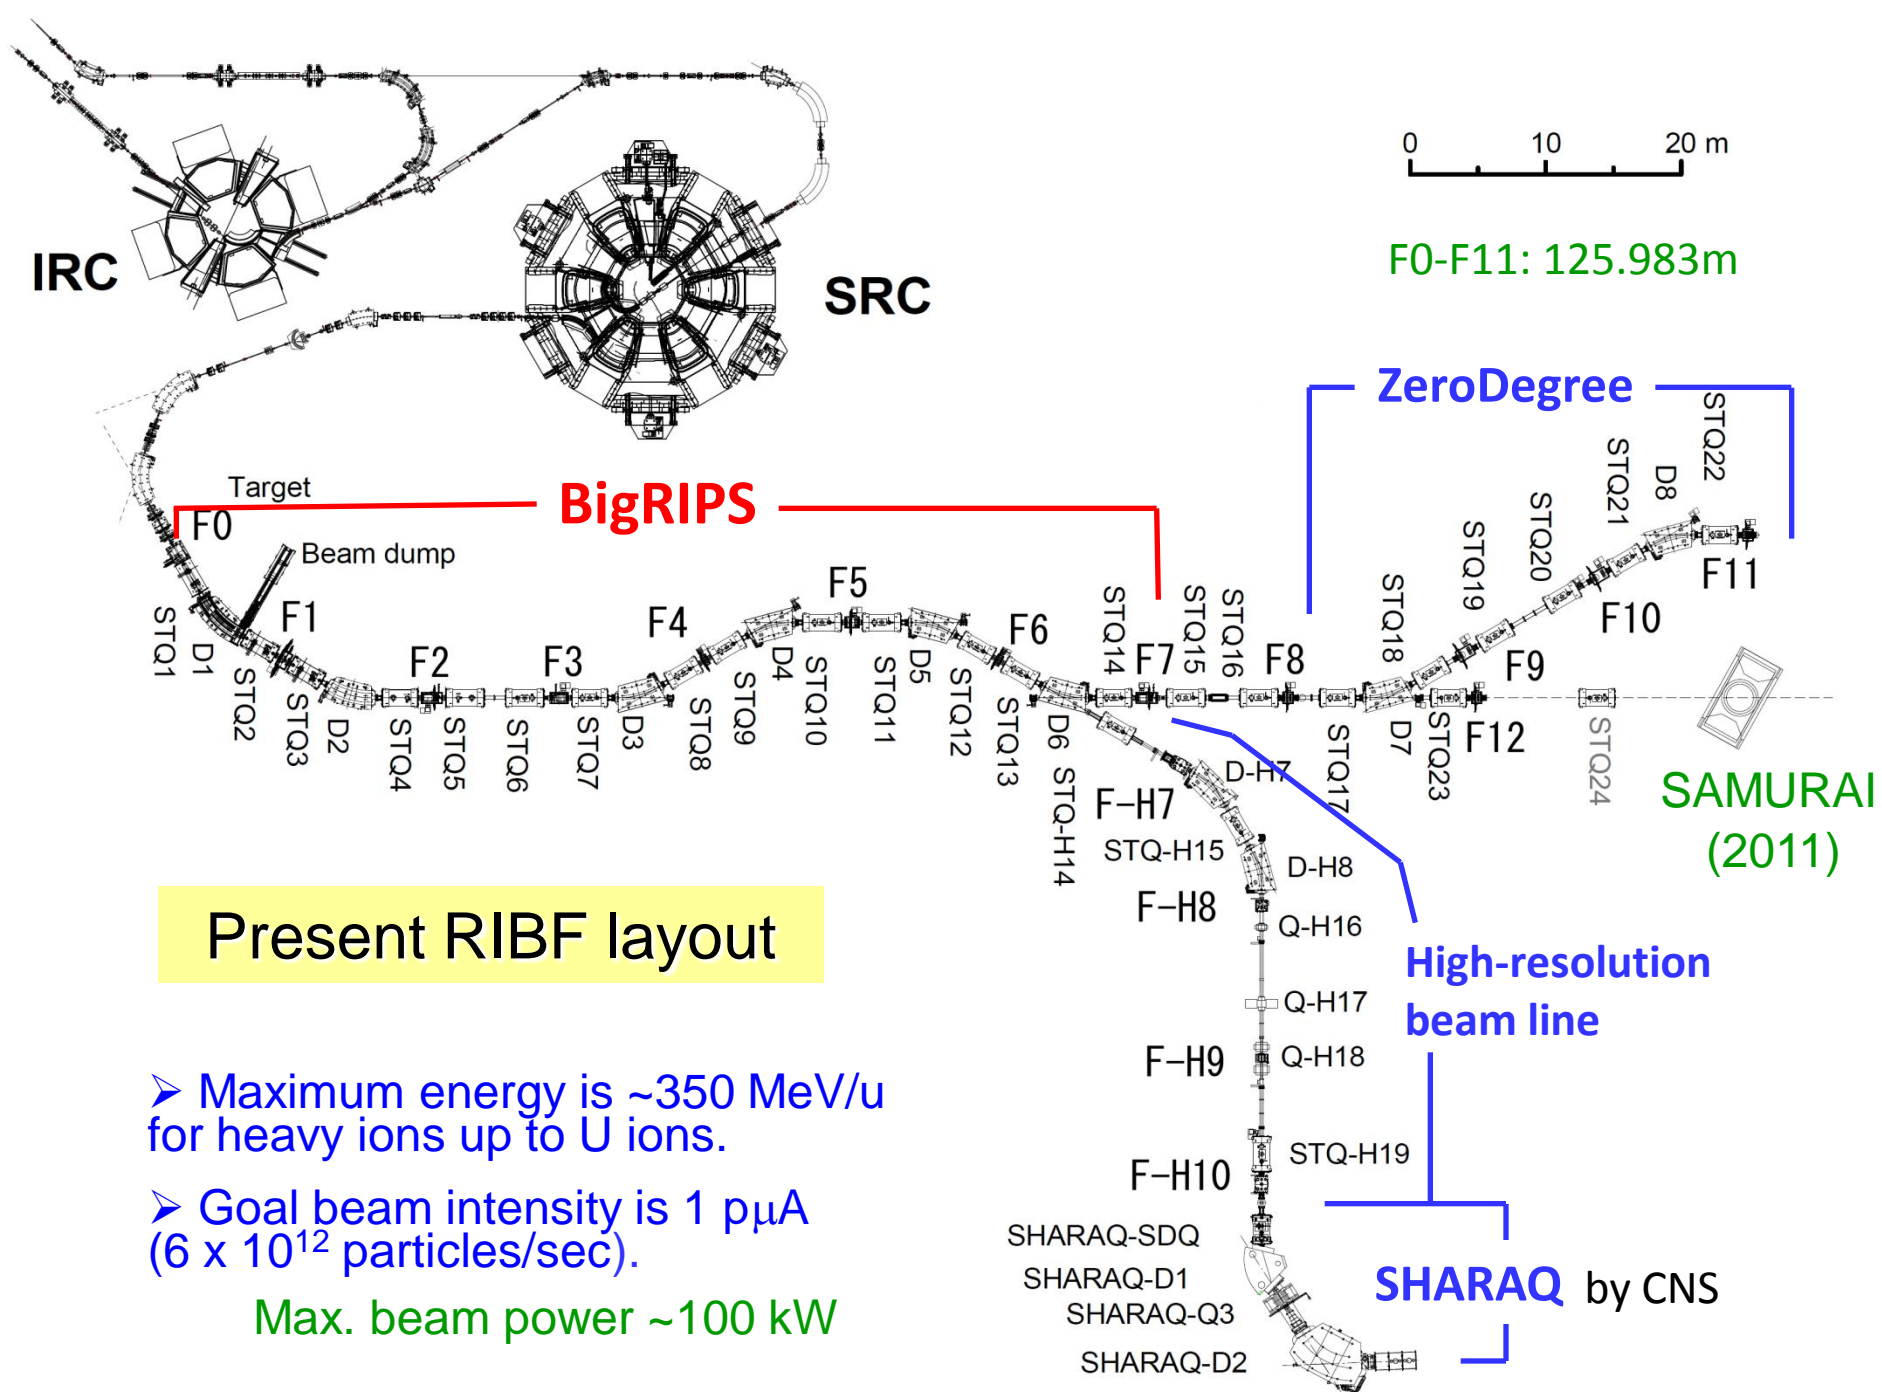 0 10 20 m
F0-F11: 125.983m
IRC
SRC
ZeroDegree
BigRIPS
Target
Beam dump
F0
F1
F2
F3
F4
F5
F6
F7
F8
F9
F10
F11
F12
STQ1
D1
STQ2
STQ3
D2
STQ4
STQ5
STQ6
STQ7
D3
STQ8
STQ9
D4
STQ10
STQ11
D5
STQ12
STQ13
D6
STQ14
STQ15
STQ16
STQ17
STQ18
D7
STQ19
STQ20
STQ21
D8
STQ22
STQ23
STQ24
SAMURAI
(2011)
STQ-H14
F-H7
D-H7
STQ-H15
D-H8
F-H8
Q-H16
Q-H17
F-H9
Q-H18
STQ-H19
F-H10
High-resolution
beam line
SHARAQ-SDQ
SHARAQ-D1
SHARAQ-Q3
SHARAQ-D2
SHARAQ by CNS
Present RIBF layout
➢ Maximum energy is ~350 MeV/u
for heavy ions up to U ions.
➢ Goal beam intensity is 1 pμA
(6 x 10¹² particles/sec).
Max. beam power ~100 kW